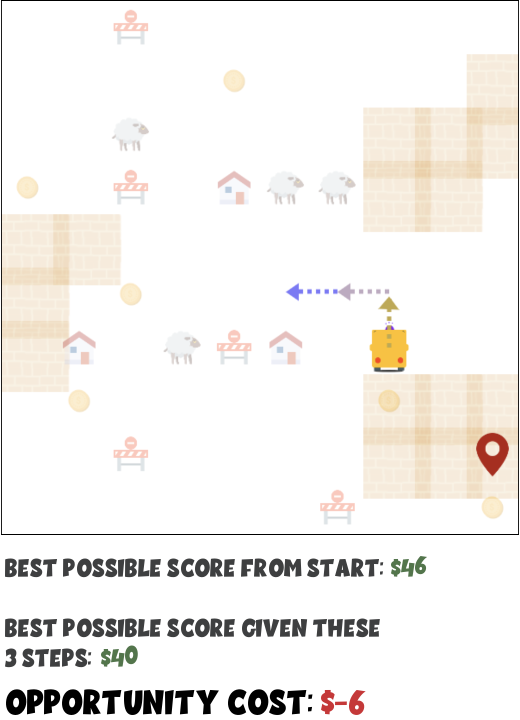 BEST POSSIBLE SCORE FROM START: $46
BEST POSSIBLE SCORE GIVEN THESE
3 STEPS: $40
OPPORTUNITY COST: $-6